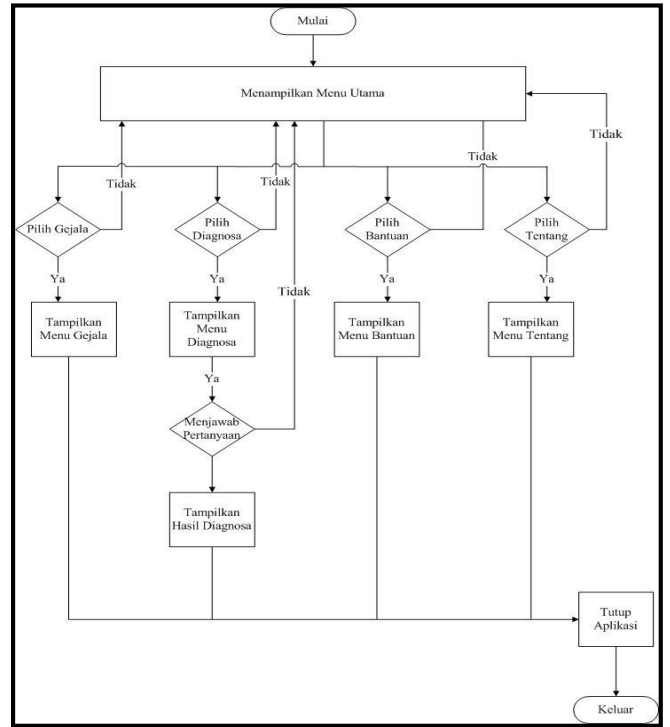 Mulai
Menampilkan Menu Utama
Tidak
Tidak
Tidak
Tidak
Pilih Gejala
Pilih
Diagnosa
Pilih
Bantuan
Pilih
Tentang
Ya
Ya
Ya
Ya
Tidak
Tampilkan
Menu Gejala
Tampilkan
Menu
Diagnosa
Tampilkan
Menu Bantuan
Tampilkan
Menu Tentang
Ya
Menjawab
Pertanyaan
Tampilkan
Hasil Diagnosa
Tutup
Aplikasi
Keluar